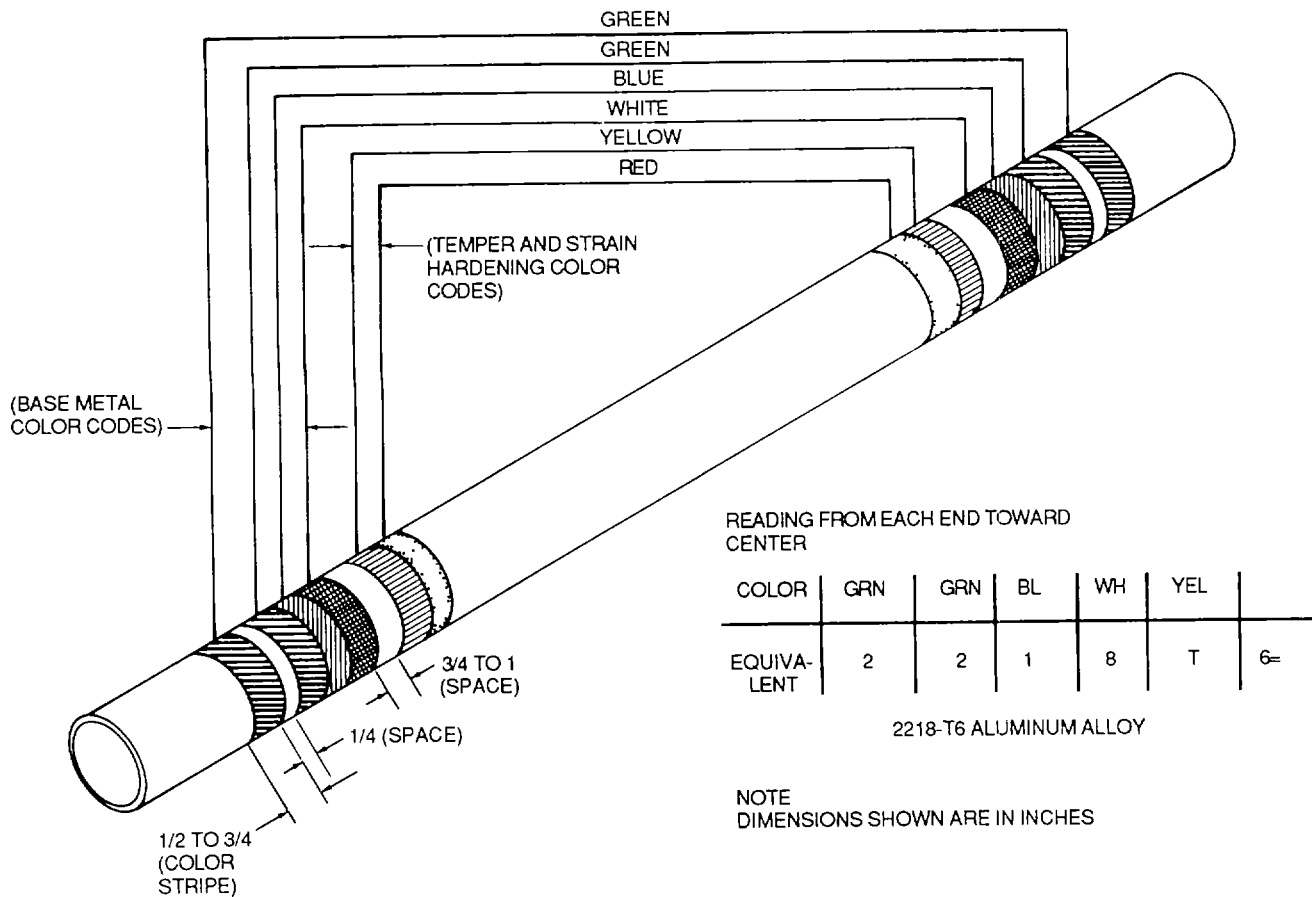 GREEN
GREEN
BLUE
WHITE
YELLOW
RED
(TEMPER AND STRAIN
HARDENING COLOR
CODES)
(BASE METAL
COLOR CODES)
3/4 TO 1
(SPACE)
1/4 (SPACE)
1/2 TO 3/4
(COLOR
STRIPE)
READING FROM EACH END TOWARD
CENTER
COLOR GRN GRN BL WH YEL
EQUIVA-
LENT 2 2 1 8 T 6=
2218-T6 ALUMINUM ALLOY
NOTE
DIMENSIONS SHOWN ARE IN INCHES